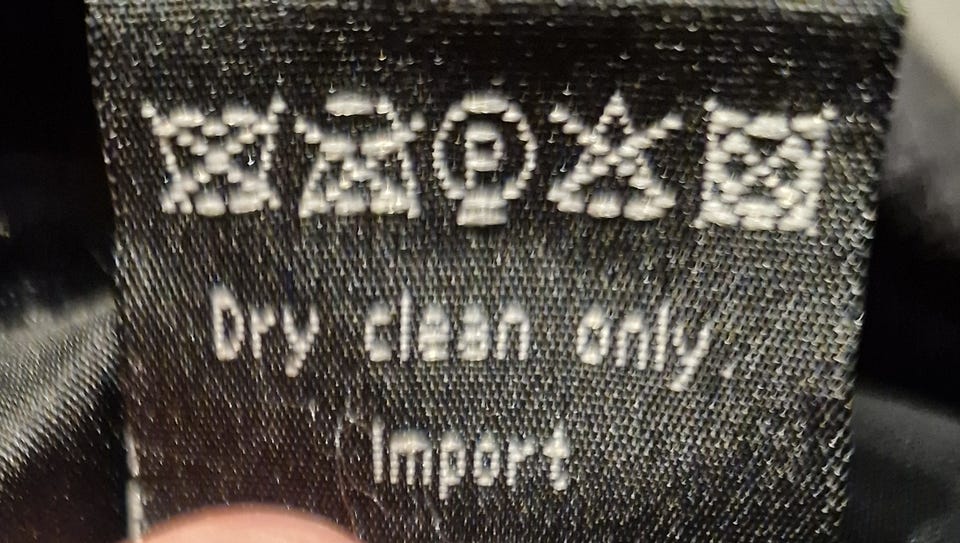 P
Dry clean only.
Import